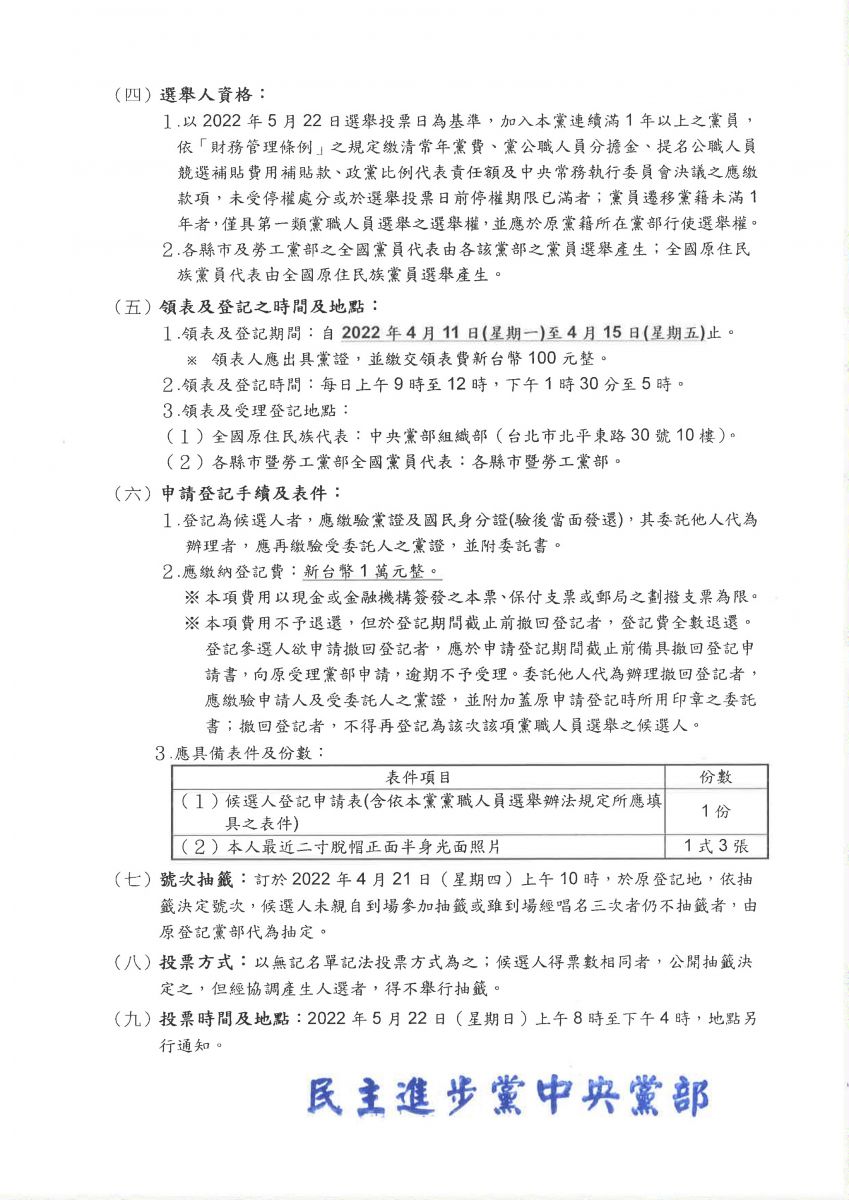 （四）選舉人資格：
１.以 2022 年 5 月 22 日選舉投票日為基準，加入本黨連續滿 1 年以上之黨員，
依「財務管理條例」之規定繳清常年黨費、黨公職人員分擔金、提名公職人員
競選補貼費用補貼款、政黨比例代表責任額及中央常務執行委員會決議之應繳
款項，未受停權處分或於選舉投票日前停權期限已滿者；黨員遷移黨籍未滿 1
年者，僅具第一類黨職人員選舉之選舉權，並應於原黨籍所在黨部行使選舉權。
２.各縣市及勞工黨部之全國黨員代表由各該黨部之黨員選舉產生；全國原住民
族黨員代表由全國原住民族黨員選舉產生。
（五）領表及登記之時間及地點：
１.領表及登記期間：自 2022 年 4 月 11 日(星期一)至 4 月 15 日(星期五)止。
※ 領表人應出具黨證，並繳交領表費新台幣 100 元整。
２.領表及登記時間：每日上午 9 時至 12 時，下午 1 時 30 分至 5 時。
３.領表及受理登記地點：
（１）全國原住民族代表：中央黨部組織部（台北市北平東路 30 號 10 樓）。
（２）各縣市暨勞工黨部全國黨員代表：各縣市暨勞工黨部。
（六）申請登記手續及表件：
１.登記為候選人者，應繳驗黨證及國民身分證(驗後當面發還)，其委託他人代為
辦理者，應再繳驗受委託人之黨證，並附委託書。
２.應繳納登記費：新台幣 1 萬元整。
※本項費用以現金或金融機構簽發之本票、保付支票或郵局之劃撥支票為限。
※本項費用不予退還，但於登記期間截止前撤回登記者，登記費全數退還。
登記參選人欲申請撤回登記者，應於申請登記期間截止前備具撤回登記申
請書，向原受理黨部申請，逾期不予受理。委託他人代為辦理撤回登記者，
應繳驗申請人及受委託人之黨證，並附加蓋原申請登記時所用印章之委託
書；撤回登記者，不得再登記為該次該項黨職人員選舉之候選人。
３.應具備表件及份數：
表件項目 份數
（１）候選人登記申請表(含依本黨黨職人員選舉辦法規定所應填
具之表件) 1 份
（２）本人最近二寸脫帽正面半身光面照片 1 式 3 張
（七）號次抽籤：訂於 2022 年 4 月 21 日（星期四）上午 10 時，於原登記地，依抽
籤決定號次，候選人未親自到場參加抽籤或雖到場經唱名三次者仍不抽籤者，由
原登記黨部代為抽定。
（八）投票方式：以無記名單記法投票方式為之；候選人得票數相同者，公開抽籤決
定之，但經協調產生人選者，得不舉行抽籤。
（九）投票時間及地點：2022 年 5 月 22 日（星期日）上午 8 時至下午 4 時，地點另
行通知。
民主進步黨中央黨部